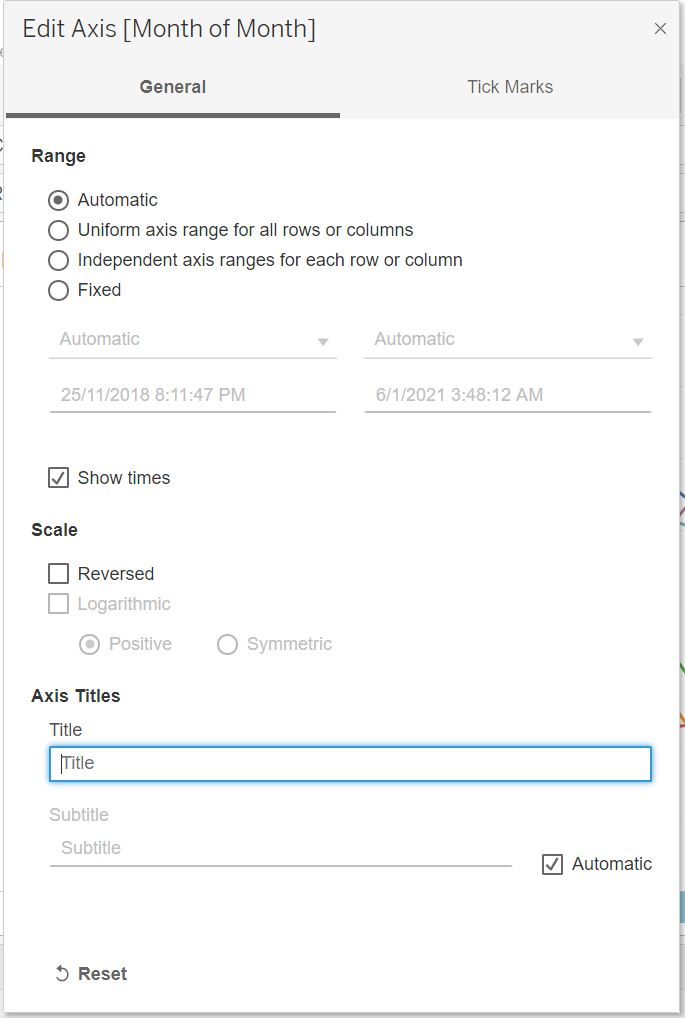 Edit Axis [Month of Month]
General Tick Marks
Range
Automatic
Uniform axis range for all rows or columns
Independent axis ranges for each row or column
Fixed
Automatic Automatic
25/11/2018 8:11:47 PM 6/1/2021 3:48:12 AM
Show times
Scale
Reversed
Logarithmic
Positive Symmetric
Axis Titles
Title
Title
Subtitle
Subtitle
Automatic
Reset